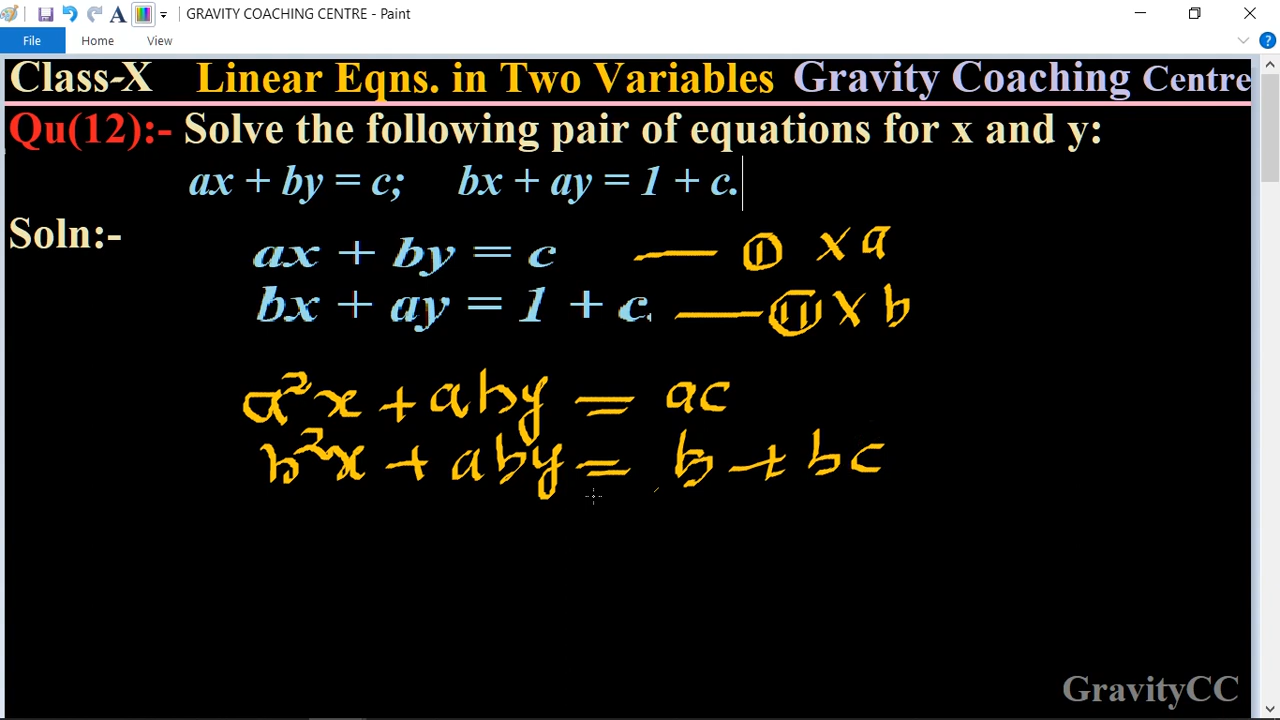 GRAVITY COACHING CENTRE - Paint
File Home View
Class-X Linear Eqns. in Two Variables Gravity Coaching Centre
Qu(12):- Solve the following pair of equations for x and y:
ax + by = c; bx + ay = 1 + c.
Soln:-
ax + by = c — ① × a
bx + ay = 1 + c. — ⑪ × b
a²x + aby = ac
b²x + aby = b + bc
GravityCC